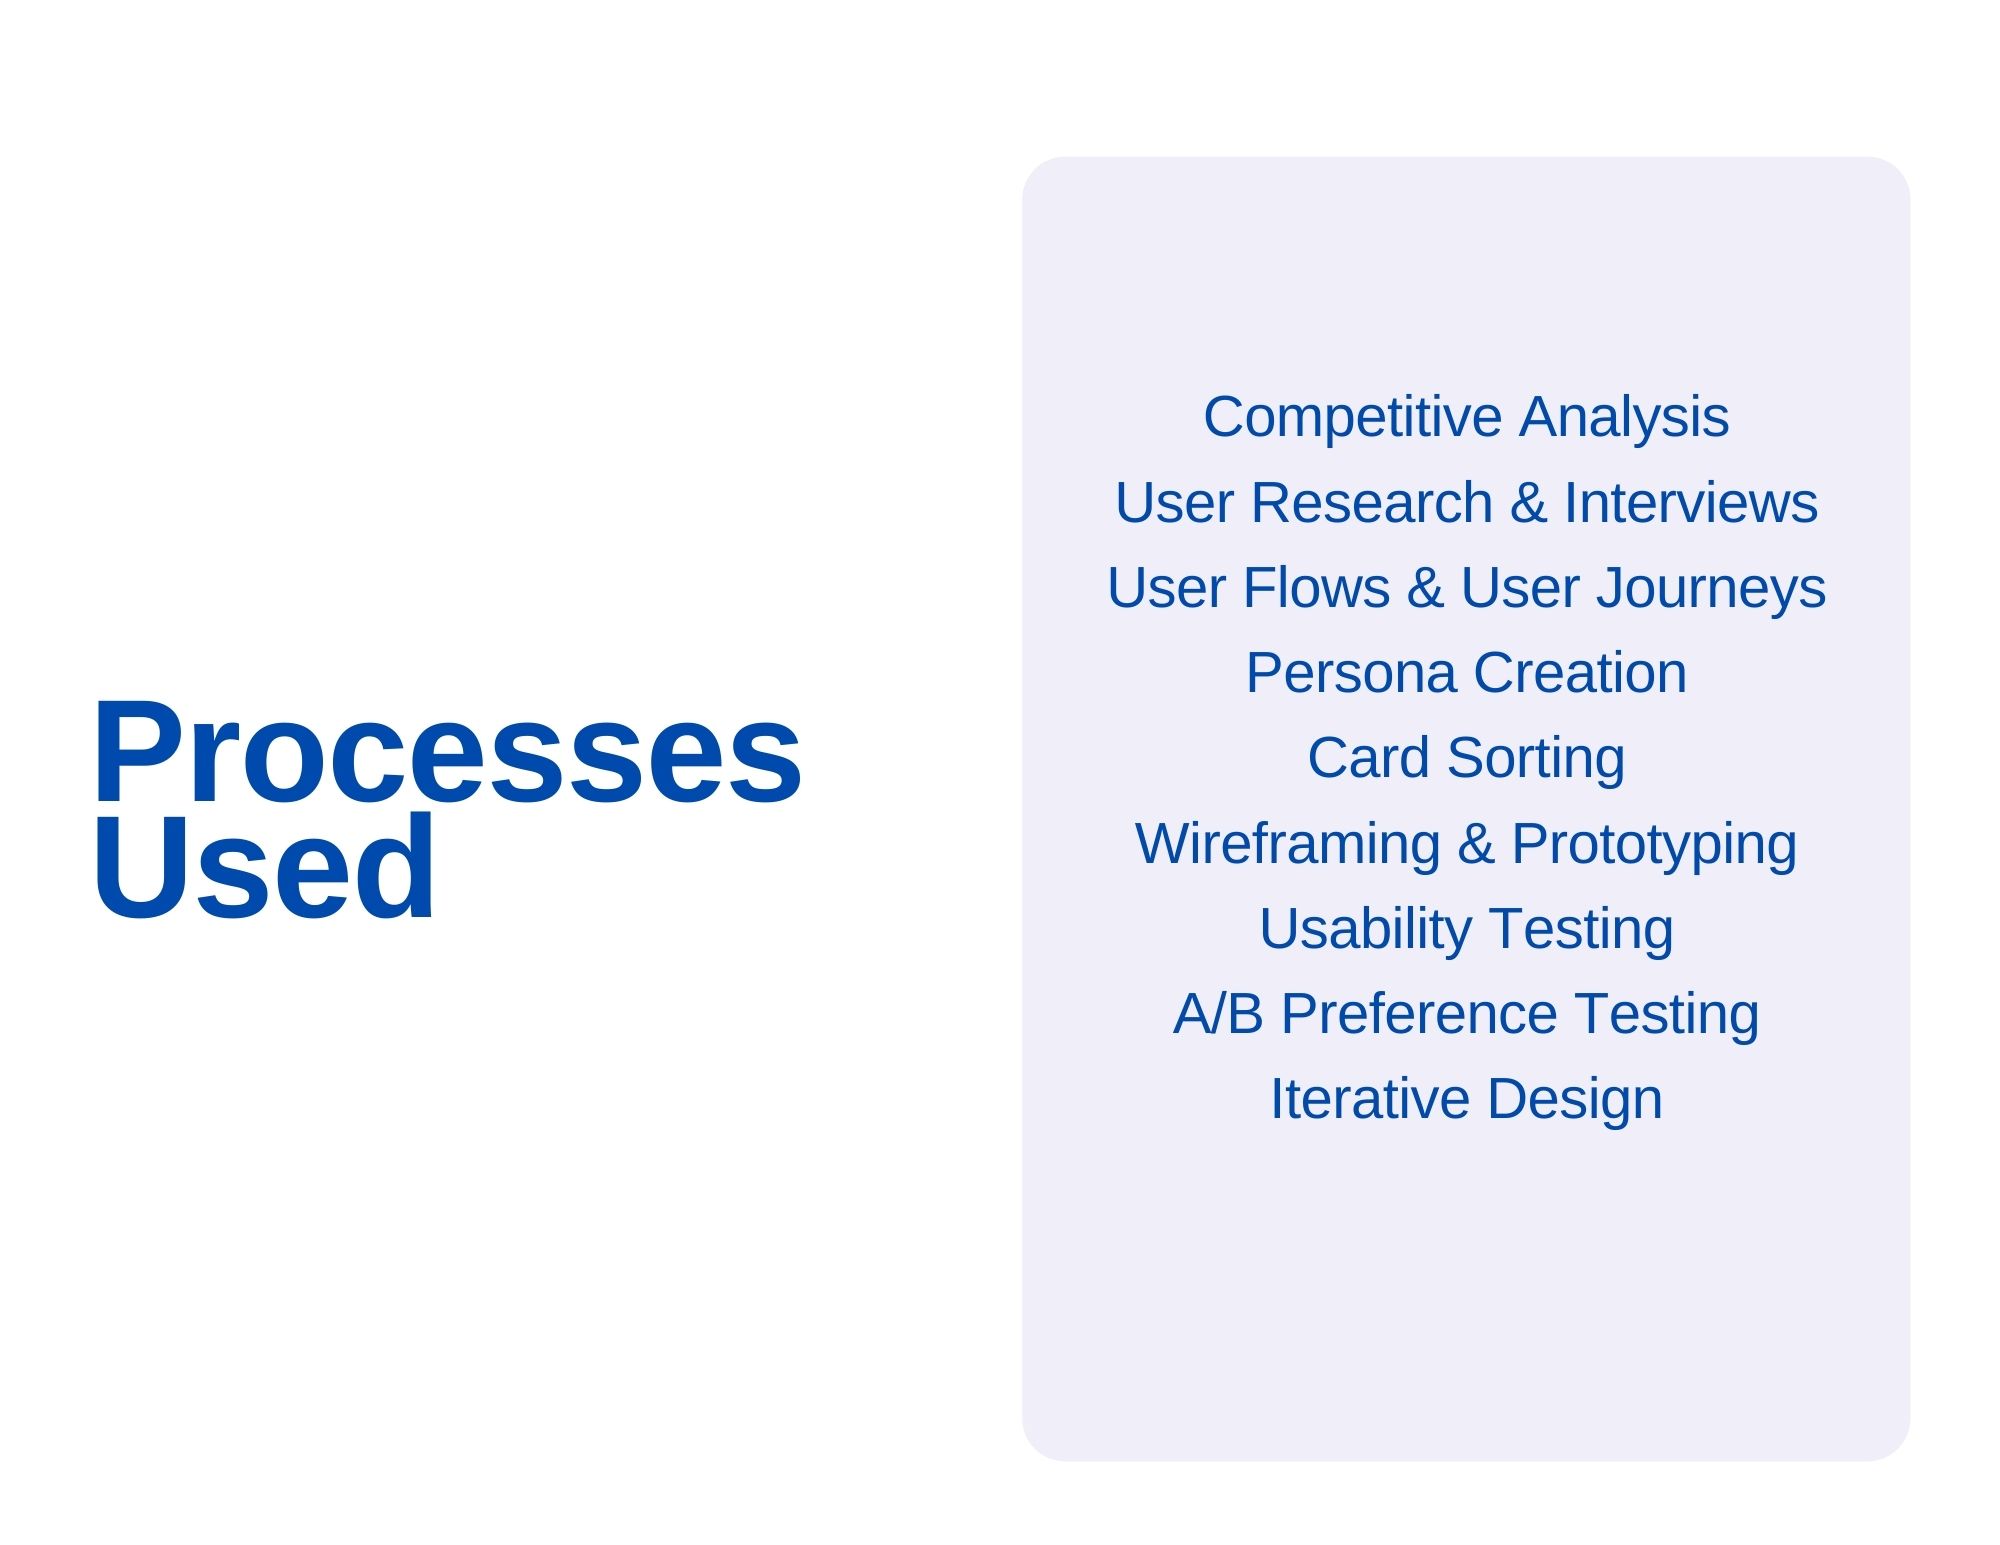 Processes
Used
Competitive Analysis
User Research & Interviews
User Flows & User Journeys
Persona Creation
Card Sorting
Wireframing & Prototyping
Usability Testing
A/B Preference Testing
Iterative Design